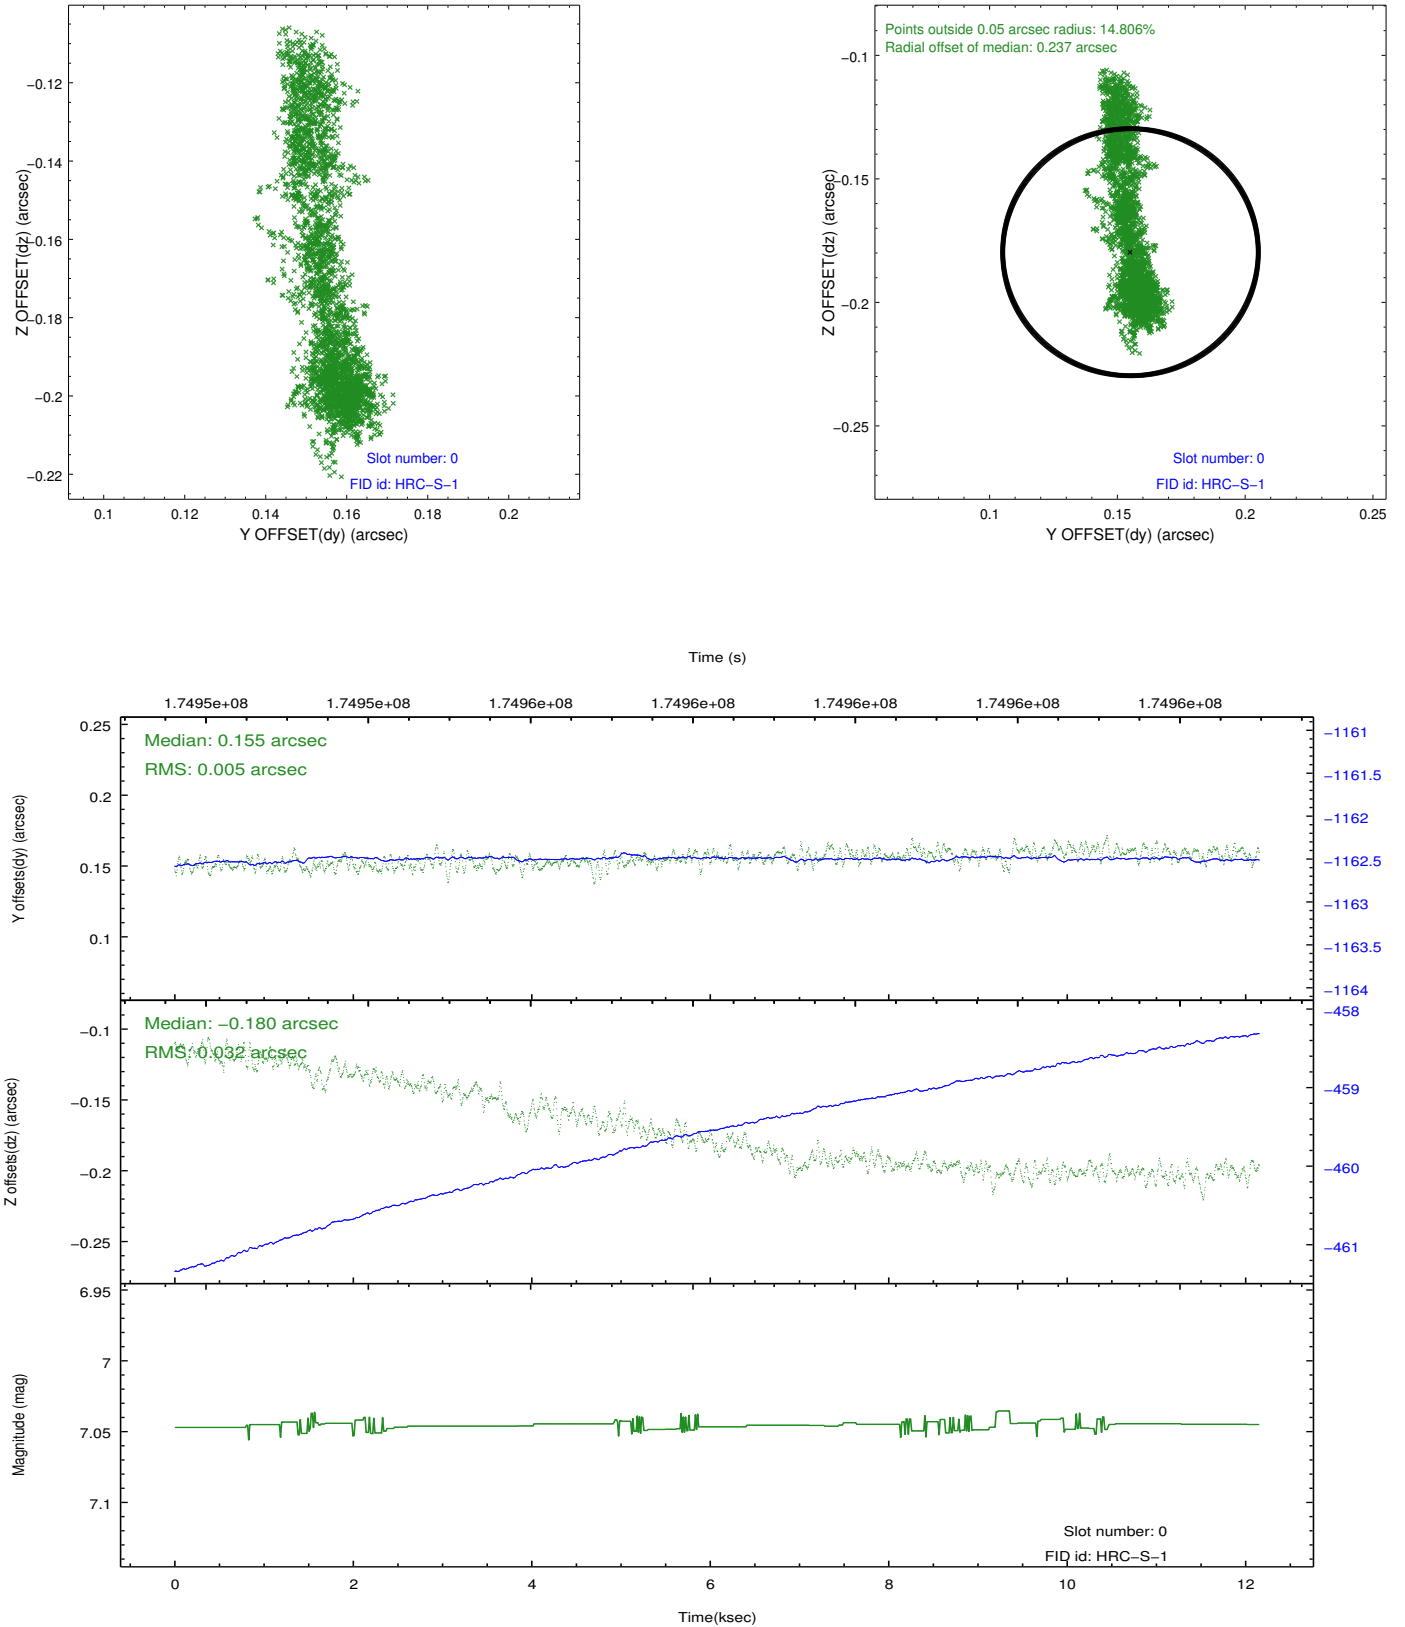 −0.12
−0.14
−0.16
−0.18
−0.2
−0.22
Z OFFSET(dz) (arcsec)
Slot number: 0
FID id: HRC−S−1
0.1 0.12 0.14 0.16 0.18 0.2
Y OFFSET(dy) (arcsec)
Points outside 0.05 arcsec radius: 14.806%
Radial offset of median: 0.237 arcsec
−0.1
−0.15
−0.2
−0.25
Z OFFSET(dz) (arcsec)
Slot number: 0
FID id: HRC−S−1
0.1 0.15 0.2 0.25
Y OFFSET(dy) (arcsec)
Time (s)
1.7495e+08 1.7495e+08 1.7496e+08 1.7496e+08 1.7496e+08 1.7496e+08 1.7496e+08
Median: 0.155 arcsec
RMS: 0.005 arcsec
0.25
0.2
0.15
0.1
Y offsets(dy) (arcsec)
−1161
−1161.5
−1162
−1162.5
−1163
−1163.5
−1164
Median: −0.180 arcsec
RMS: 0.032 arcsec
−0.1
−0.15
−0.2
−0.25
Z offsets(dz) (arcsec)
−458
−459
−460
−461
6.95
7
7.05
7.1
Magnitude (mag)
Slot number: 0
FID id: HRC−S−1
0 2 4 6 8 10 12
Time(ksec)